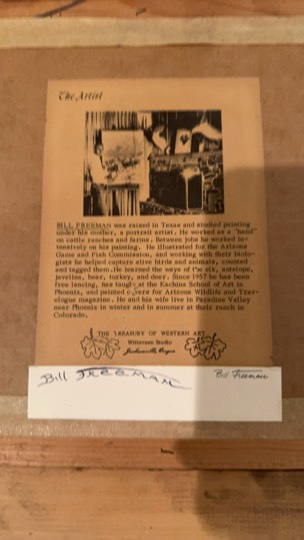 The Artist
BILL FREEMAN was raised in Texas and studied painting
under his mother, a portrait artist. He worked as a "hand"
on cattle ranches and farms. Between jobs he worked in-
tensively on his painting. He illustrated for the Arizona
Game and Fish Commission, and working with their biolo-
gists he helped capture alive birds and animals, counted
and tagged them. He learned the ways of the elk, antelope,
javelina, bear, turkey, and deer. Since 1957 he has been
free lancing, has taught at the Kachina School of Art in
Phoenix, and painted covers for Arizona Wildlife and Tree-
ologue magazine. He and his wife live in Paradise Valley
near Phoenix in winter and in summer at their ranch in
Colorado.
THE TREASURY OF WESTERN ART
Witteveen Studio
Jacksonville, Oregon
Bill FREEMAN
Bill Freeman